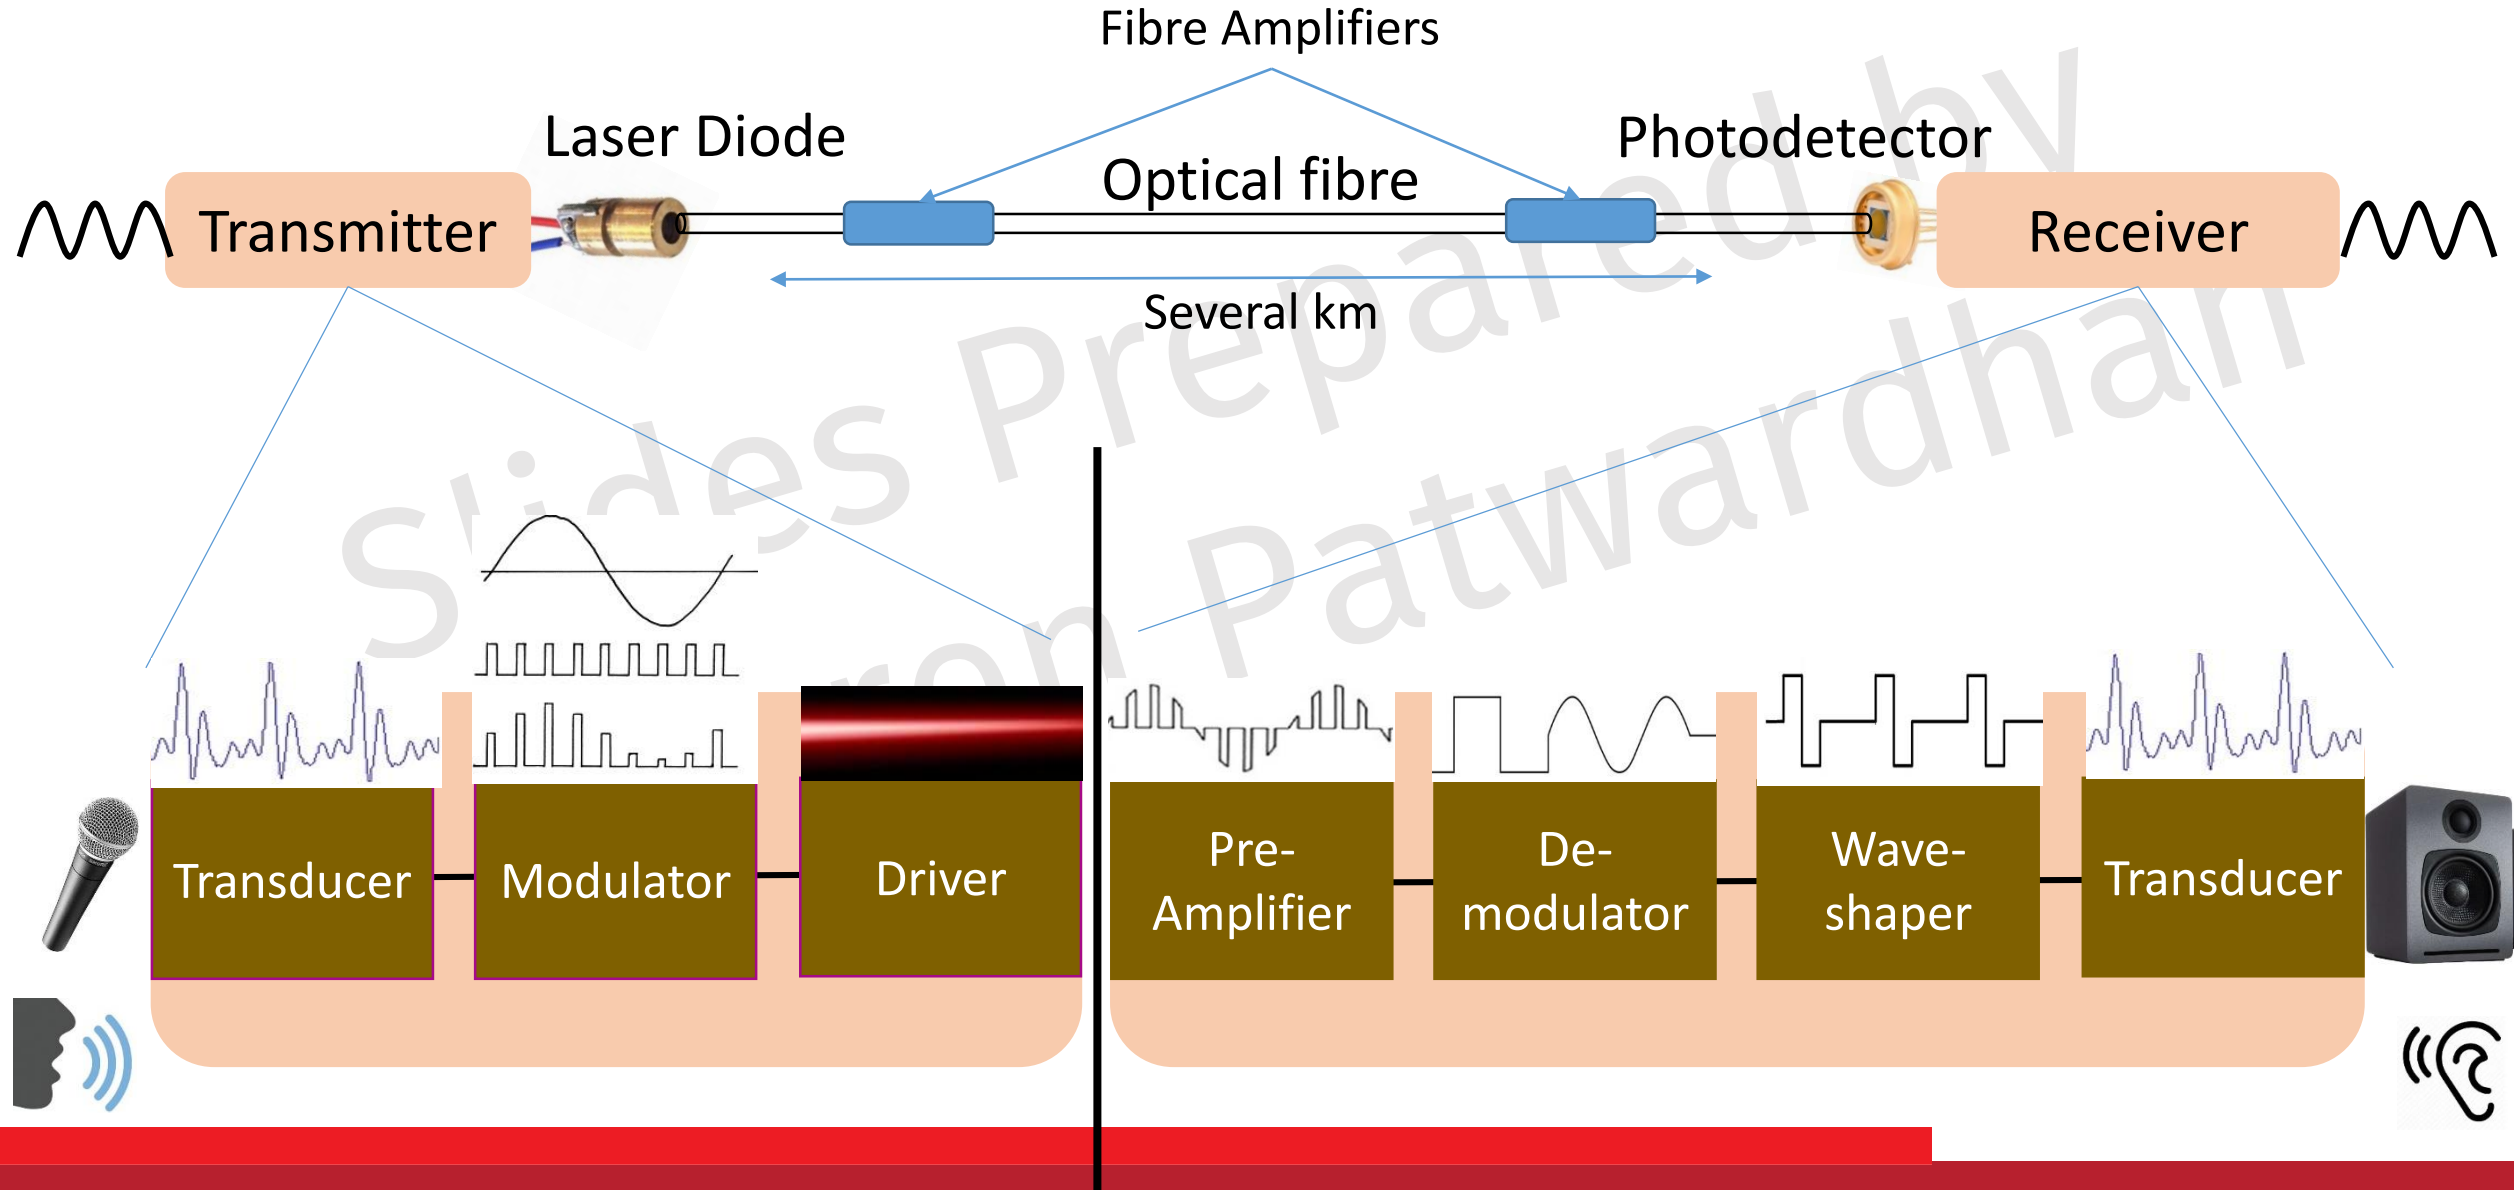 Fibre Amplifiers
Laser Diode
Photodetector
Optical fibre
Transmitter
Receiver
Several km
Slides Prepared by
Patwardhan
Transducer
Modulator
Driver
Pre-
Amplifier
De-
modulator
Wave-
shaper
Transducer